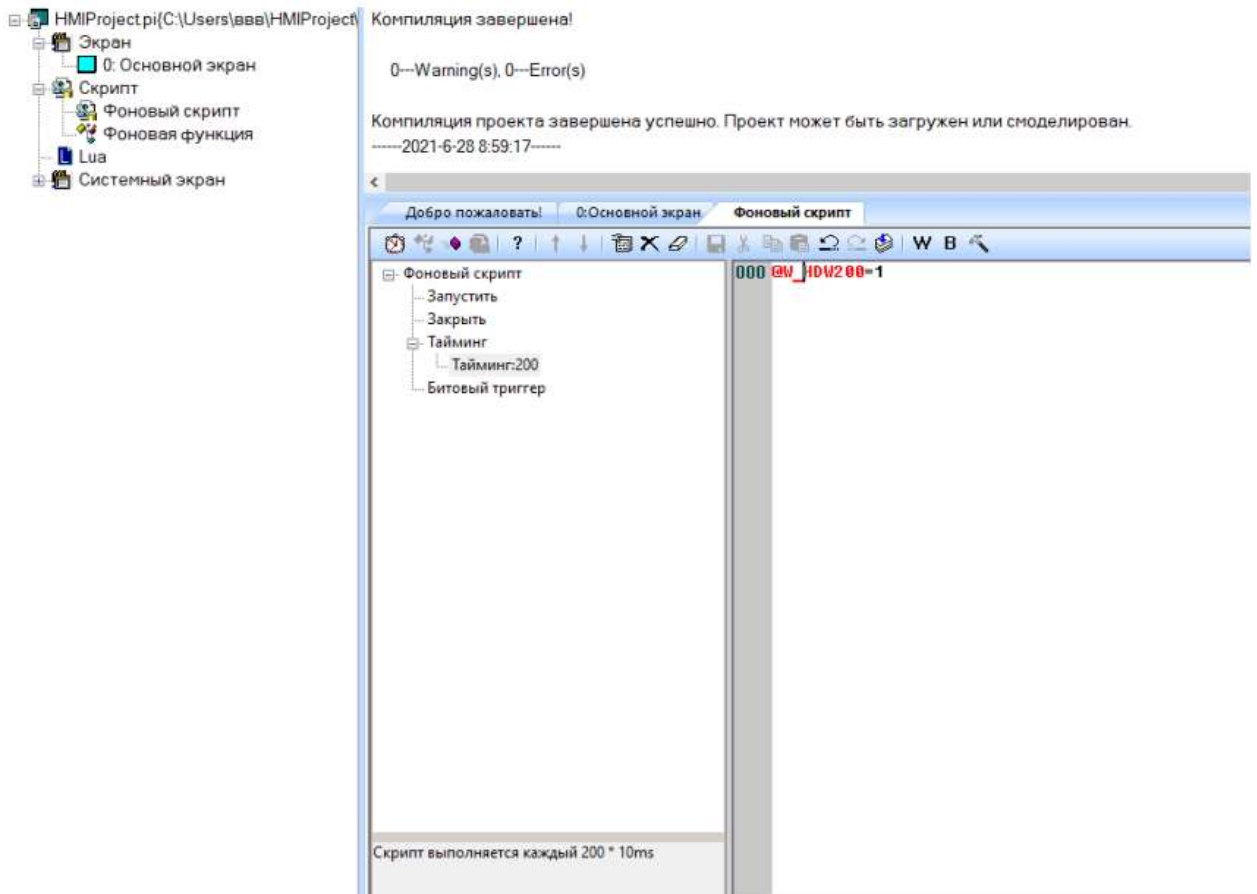 HMIProject.pi{C:\Users\ввв\HMIProject\
Экран
0: Основной экран
Скрипт
Фоновый скрипт
Фоновая функция
Lua
Системный экран
Компиляция завершена!
0---Warning(s), 0---Error(s)
Компиляция проекта завершена успешно. Проект может быть загружен или смоделирован.
------2021-6-28 8:59:17------
Добро пожаловать! 0:Основной экран Фоновый скрипт
? W B
Фоновый скрипт
Запустить
Закрыть
Тайминг
Тайминг:200
Битовый триггер
000 @W_HDW200=1
Скрипт выполняется каждый 200 * 10ms